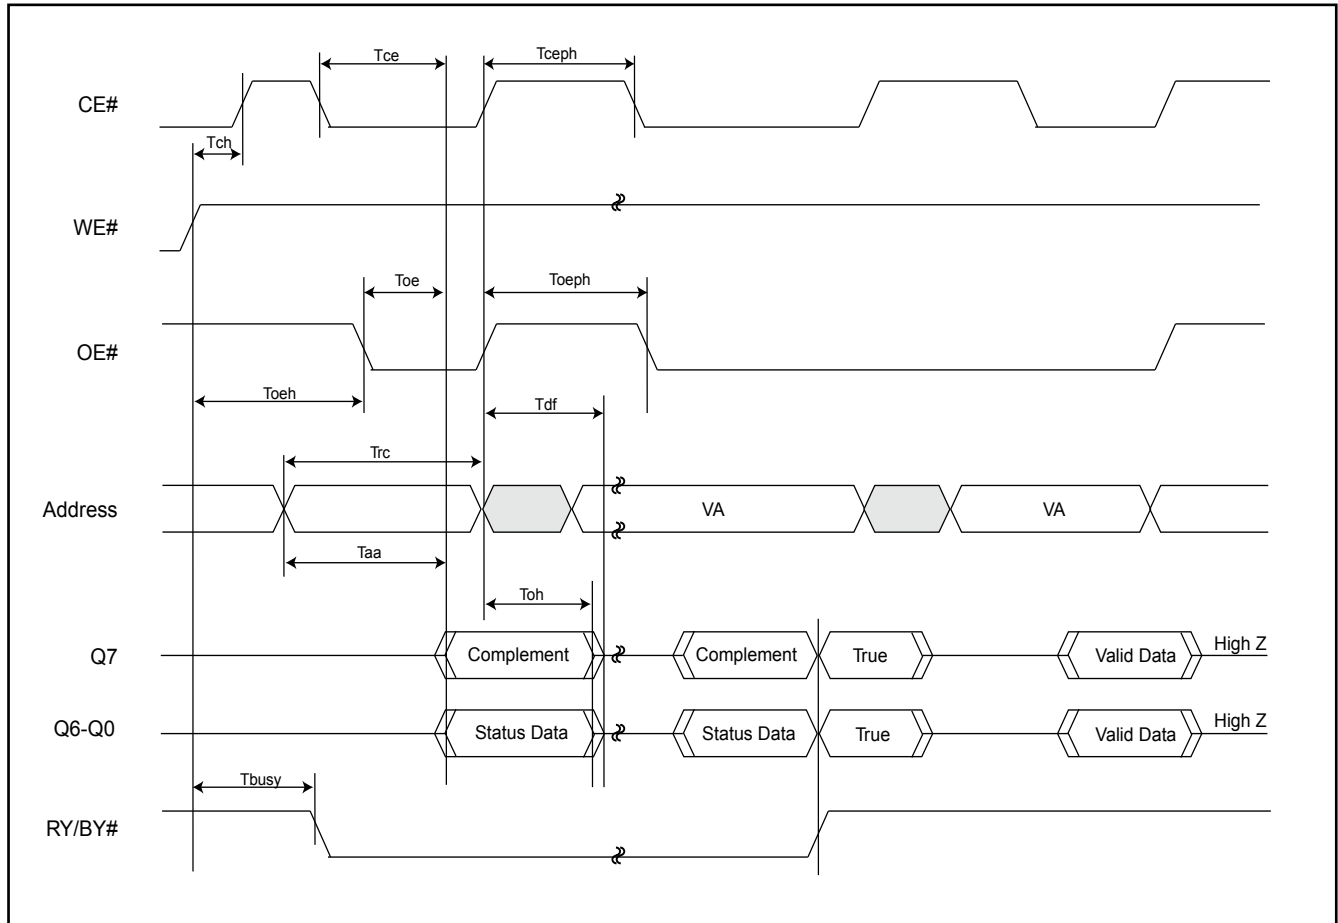 Tce
Tceph
CE#
Tch
WE#
Toe
Toeph
OE#
Toeh
Tdf
Trc
Address
VA
VA
Taa
Toh
Q7
Complement
Complement
True
Valid Data
High Z
Q6-Q0
Status Data
Status Data
True
Valid Data
High Z
Tbusy
RY/BY#